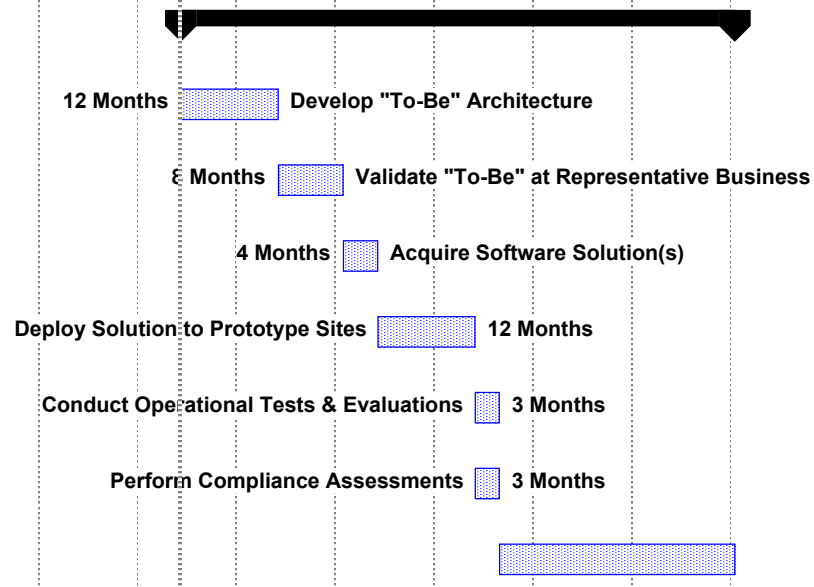 12 Months Develop "To-Be" Architecture
8 Months Validate "To-Be" at Representative Business
4 Months Acquire Software Solution(s)
Deploy Solution to Prototype Sites 12 Months
Conduct Operational Tests & Evaluations 3 Months
Perform Compliance Assessments 3 Months